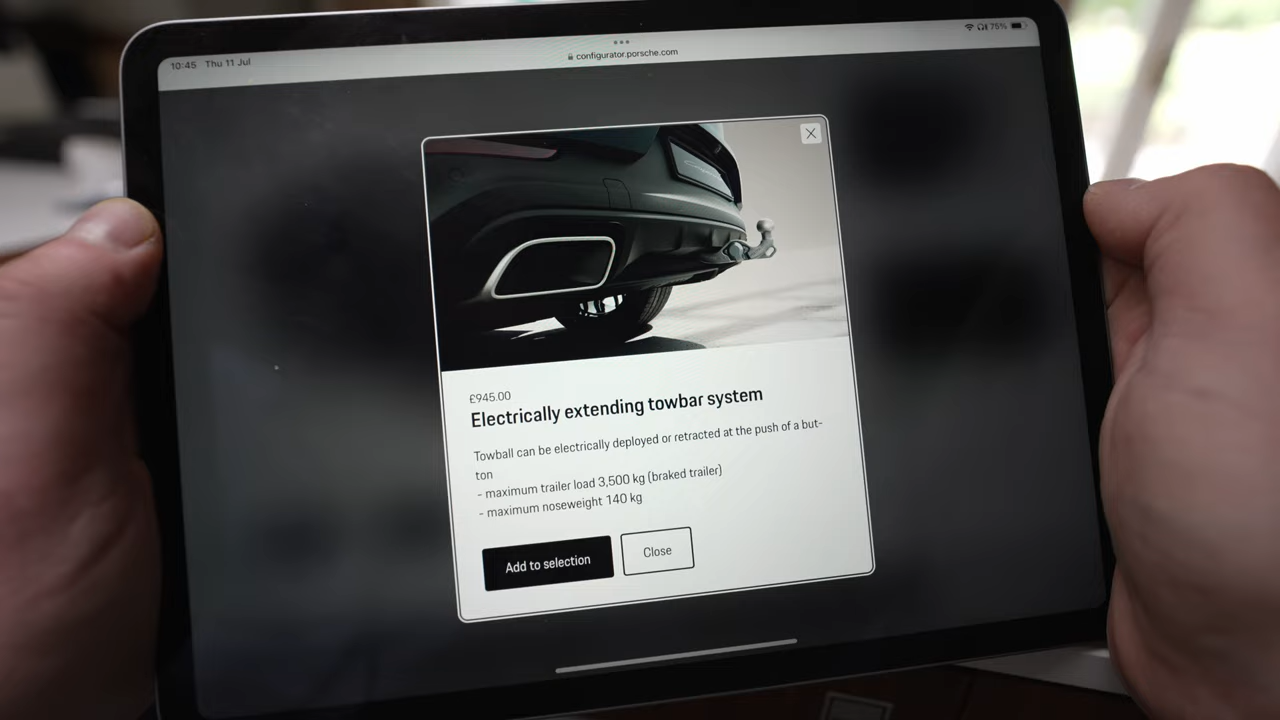 10:45 Thu 11 Jul
75%
configurator.porsche.com
£945.00
Electrically extending towbar system
Towball can be electrically deployed or retracted at the push of a but-
ton
- maximum trailer load 3,500 kg (braked trailer)
- maximum noseweight 140 kg
Add to selection
Close